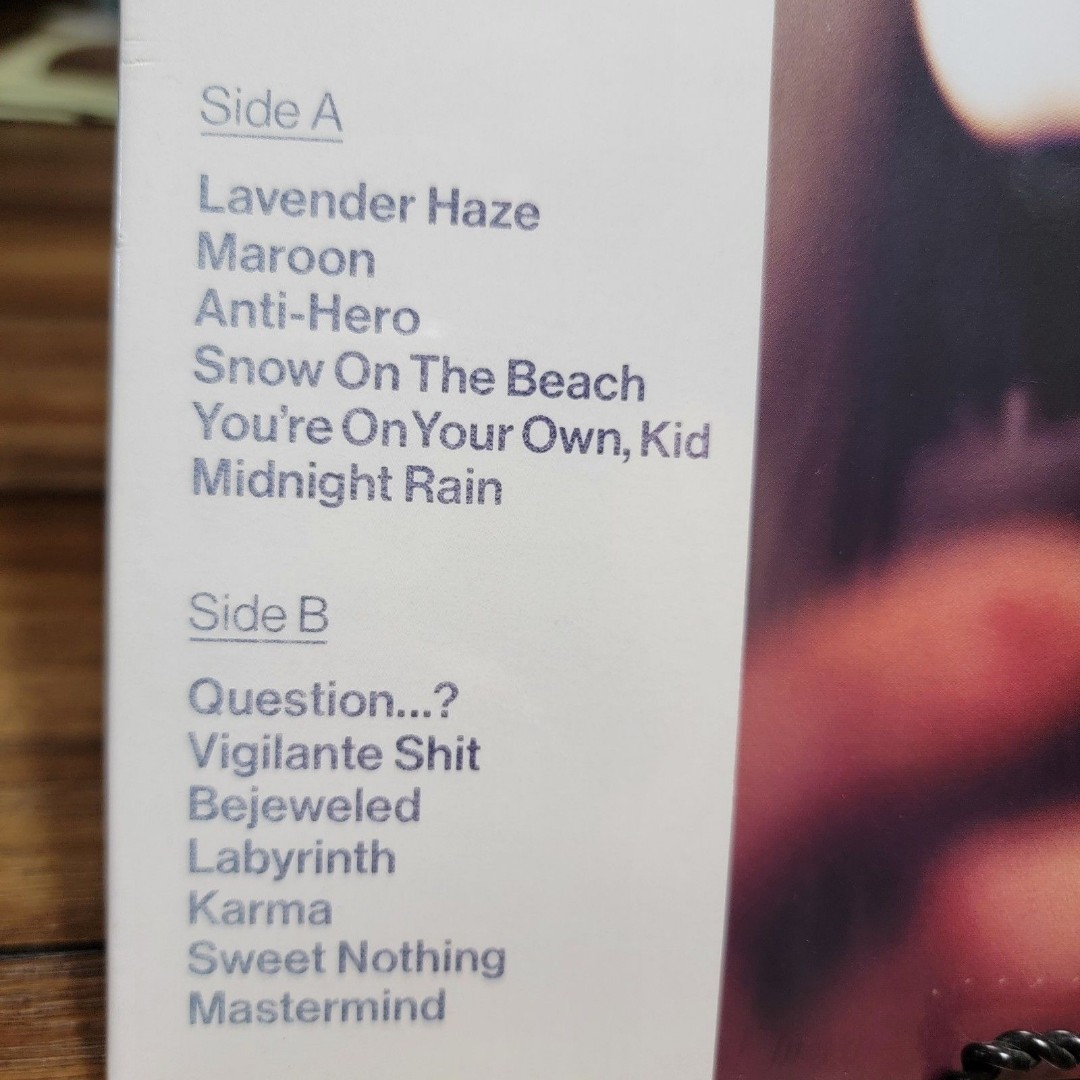 Side A
Lavender Haze
Maroon
Anti-Hero
Snow On The Beach
You’re On Your Own, Kid
Midnight Rain
Side B
Question...?
Vigilante Shit
Bejeweled
Labyrinth
Karma
Sweet Nothing
Mastermind